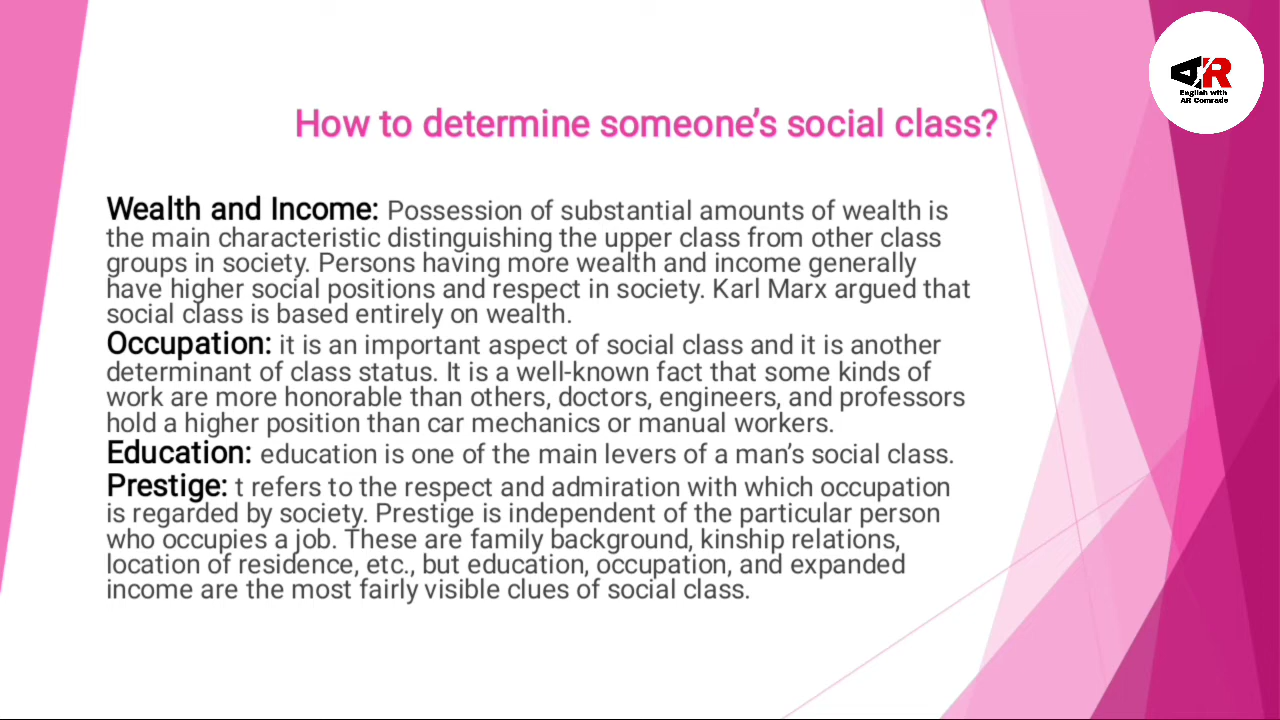 AR
English with
AR Comrade
How to determine someone's social class?
Wealth and Income: Possession of substantial amounts of wealth is
the main characteristic distinguishing the upper class from other class
groups in society. Persons having more wealth and income generally
have higher social positions and respect in society. Karl Marx argued that
social class is based entirely on wealth.
Occupation: it is an important aspect of social class and it is another
determinant of class status. It is a well-known fact that some kinds of
work are more honorable than others, doctors, engineers, and professors
hold a higher position than car mechanics or manual workers.
Education: education is one of the main levers of a man's social class.
Prestige: t refers to the respect and admiration with which occupation
is regarded by society. Prestige is independent of the particular person
who occupies a job. These are family background, kinship relations,
location of residence, etc., but education, occupation, and expanded
income are the most fairly visible clues of social class.